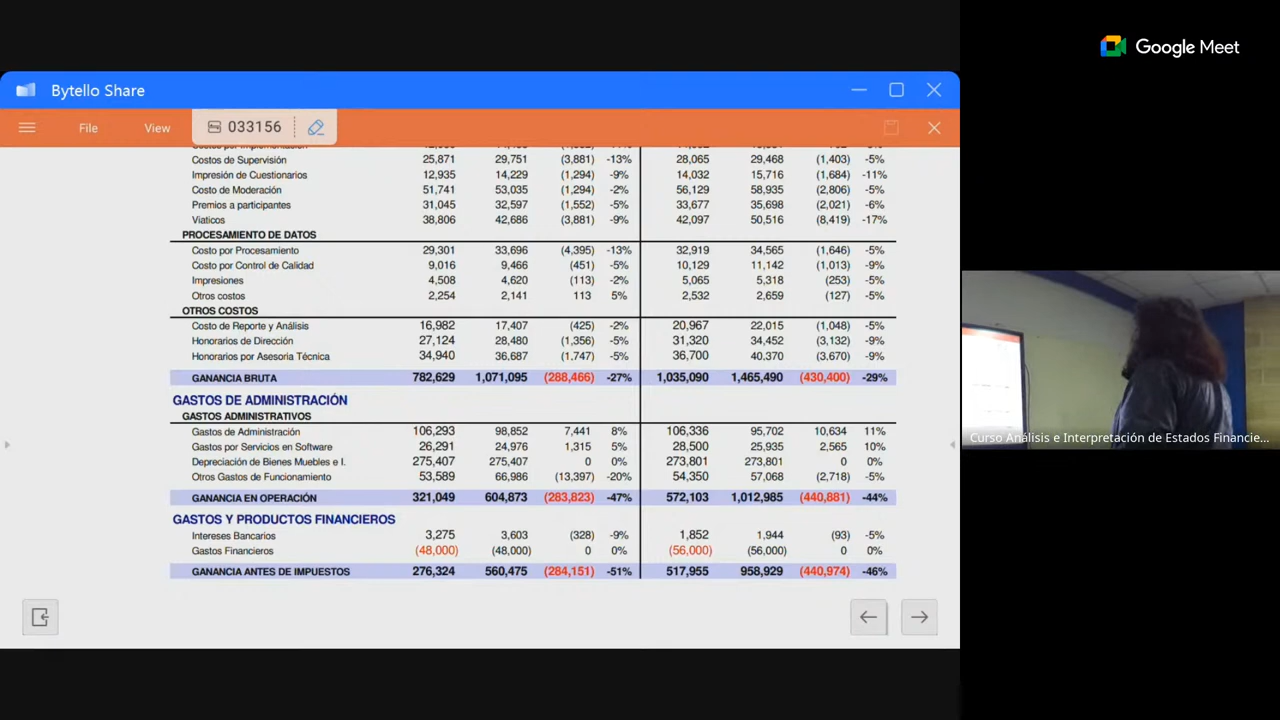 Google Meet
Bytello Share
File View 033156
Costos de Supervisión 25,871 29,751 (3,881) -13% 28,065 29,468 (1,403) -5%
Impresión de Cuestionarios 12,935 14,229 (1,294) -9% 14,032 15,716 (1,684) -11%
Costo de Moderación 51,741 53,035 (1,294) -2% 56,129 58,935 (2,806) -5%
Premios a participantes 31,045 32,597 (1,552) -5% 33,677 35,698 (2,021) -6%
Viaticos 38,806 42,686 (3,881) -9% 42,097 50,516 (8,419) -17%
PROCESAMIENTO DE DATOS
Costo por Procesamiento 29,301 33,696 (4,395) -13% 32,919 34,565 (1,646) -5%
Costo por Control de Calidad 9,016 9,466 (451) -5% 10,129 11,142 (1,013) -9%
Impresiones 4,508 4,620 (113) -2% 5,065 5,318 (253) -5%
Otros costos 2,254 2,141 113 5% 2,532 2,659 (127) -5%
OTROS COSTOS
Costo de Reporte y Análisis 16,982 17,407 (425) -2% 20,967 22,015 (1,048) -5%
Honorarios de Dirección 27,124 28,480 (1,356) -5% 31,320 34,452 (3,132) -9%
Honorarios por Asesoria Técnica 34,940 36,687 (1.747) -5% 36,700 40,370 (3,670) -9%
GANANCIA BRUTA 782,629 1,071,095 (288,466) -27% 1,035,090 1,465,490 (430,400) -29%
GASTOS DE ADMINISTRACIÓN
GASTOS ADMINISTRATIVOS
Gastos de Administración 106,293 98,852 7,441 8% 106,336 95,702 10,634 11%
Gastos por Servicios en Software 26,291 24,976 1,315 5% 28,500 25,935 2,565 10%
Depreciación de Bienes Muebles e I. 275,407 275,407 0 0% 273,801 273,801 0 0%
Otros Gastos de Funcionamiento 53,589 66,986 (13,397) -20% 54,350 57,068 (2,718) -5%
GANANCIA EN OPERACIÓN 321,049 604,873 (283,823) -47% 572,103 1,012,985 (440,881) -44%
GASTOS Y PRODUCTOS FINANCIEROS
Intereses Bancarios 3,275 3,603 (328) -9% 1,852 1,944 (93) -5%
Gastos Financieros (48,000) (48,000) 0 0% (56,000) (56,000) 0 0%
GANANCIA ANTES DE IMPUESTOS 276,324 560,475 (284,151) -51% 517,955 958,929 (440,974) -46%
Curso Análisis e Interpretación de Estados Financie...